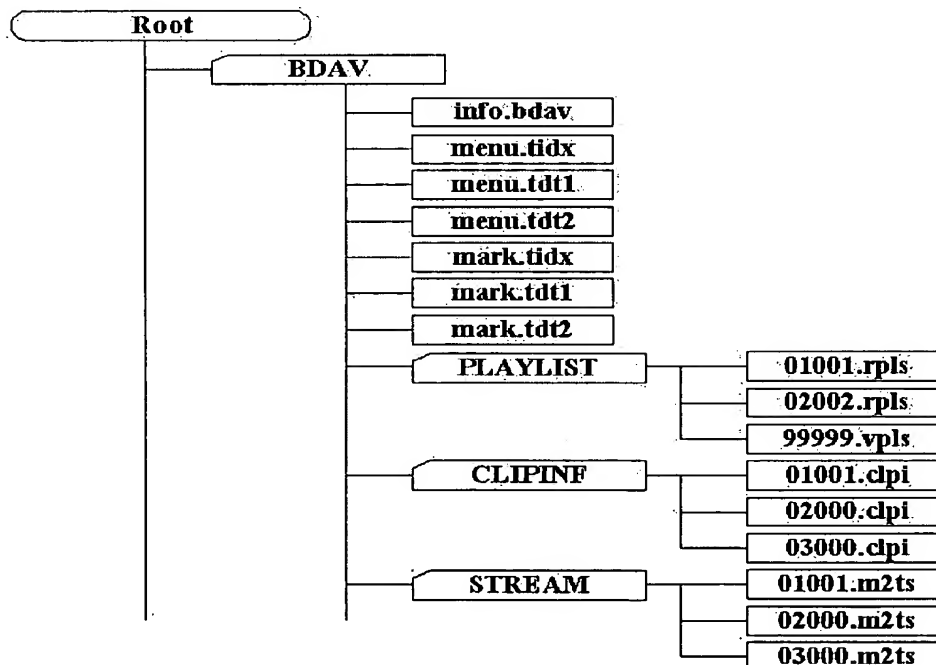 Root
BDAV
info.bdav
menu.tidx
menu.tdt1
menu.tdt2
mark.tidx
mark.tdt1
mark.tdt2
PLAYLIST
01001.rpls
02002.rpls
99999.vpls
CLIPINF
01001.clpi
02000.clpi
03000.clpi
STREAM
01001.m2ts
02000.m2ts
03000.m2ts